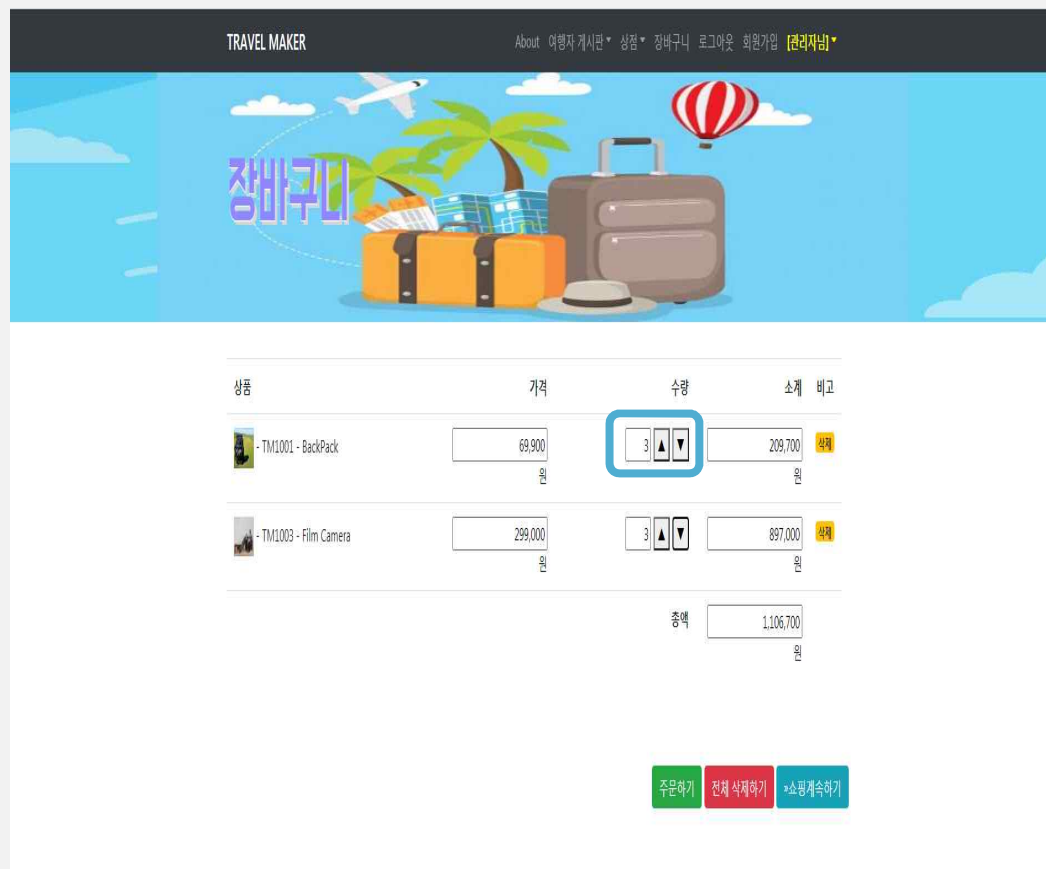 TRAVEL MAKER About 여행자 게시판 상점 장바구니 로그아웃 회원가입 [관리자님]
장바구니
상품 가격 수량 소계 비고
- TM1001 - BackPack 69,900 3 ▲ ▼ 209,700 삭제
원 원
- TM1003 - Film Camera 299,000 3 ▲ ▼ 897,000 삭제
원 원
총액 1,106,700
원
주문하기 전체 삭제하기 »쇼핑계속하기